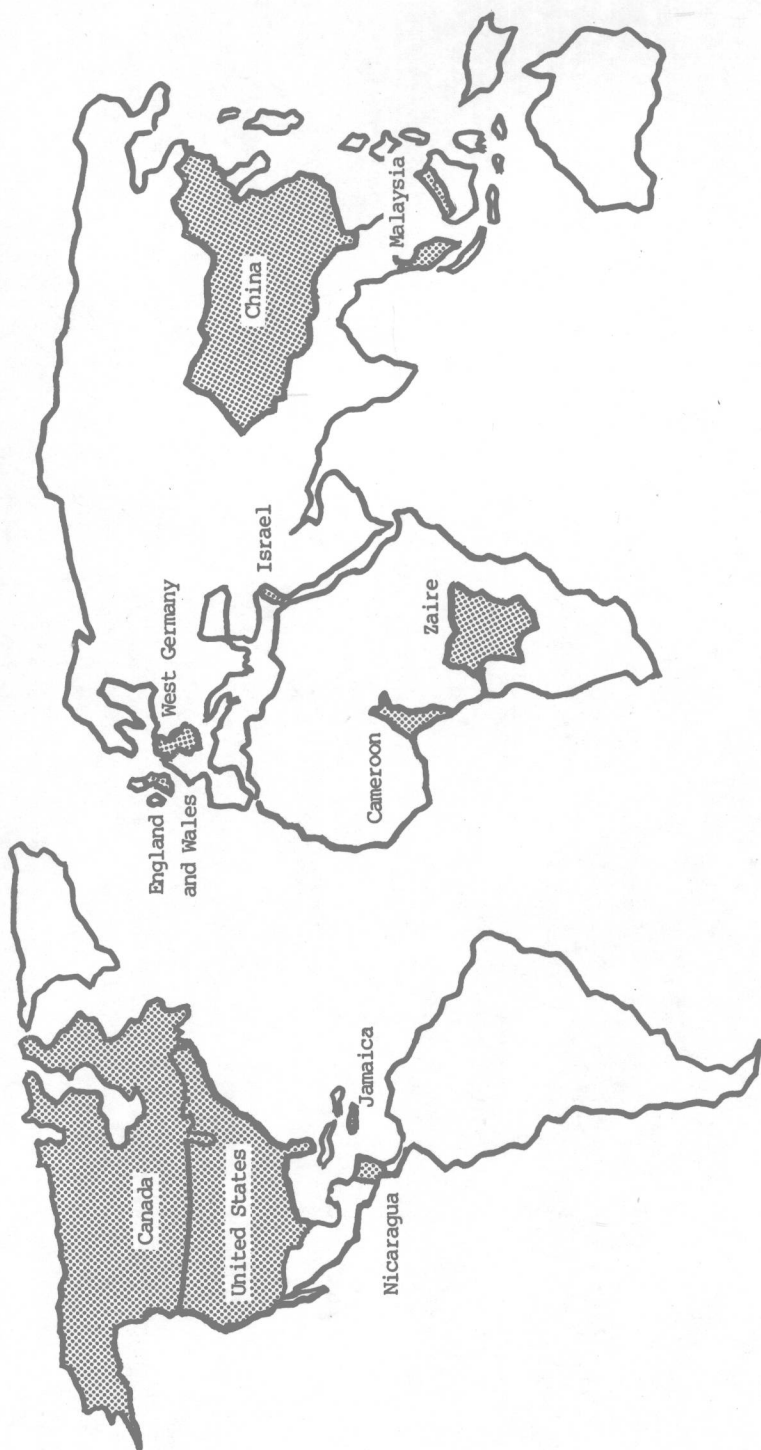 Canada
United States
Nicaragua
Jamaica
England
and Wales
West Germany
Israel
Cameroon
Zaire
China
Malaysia